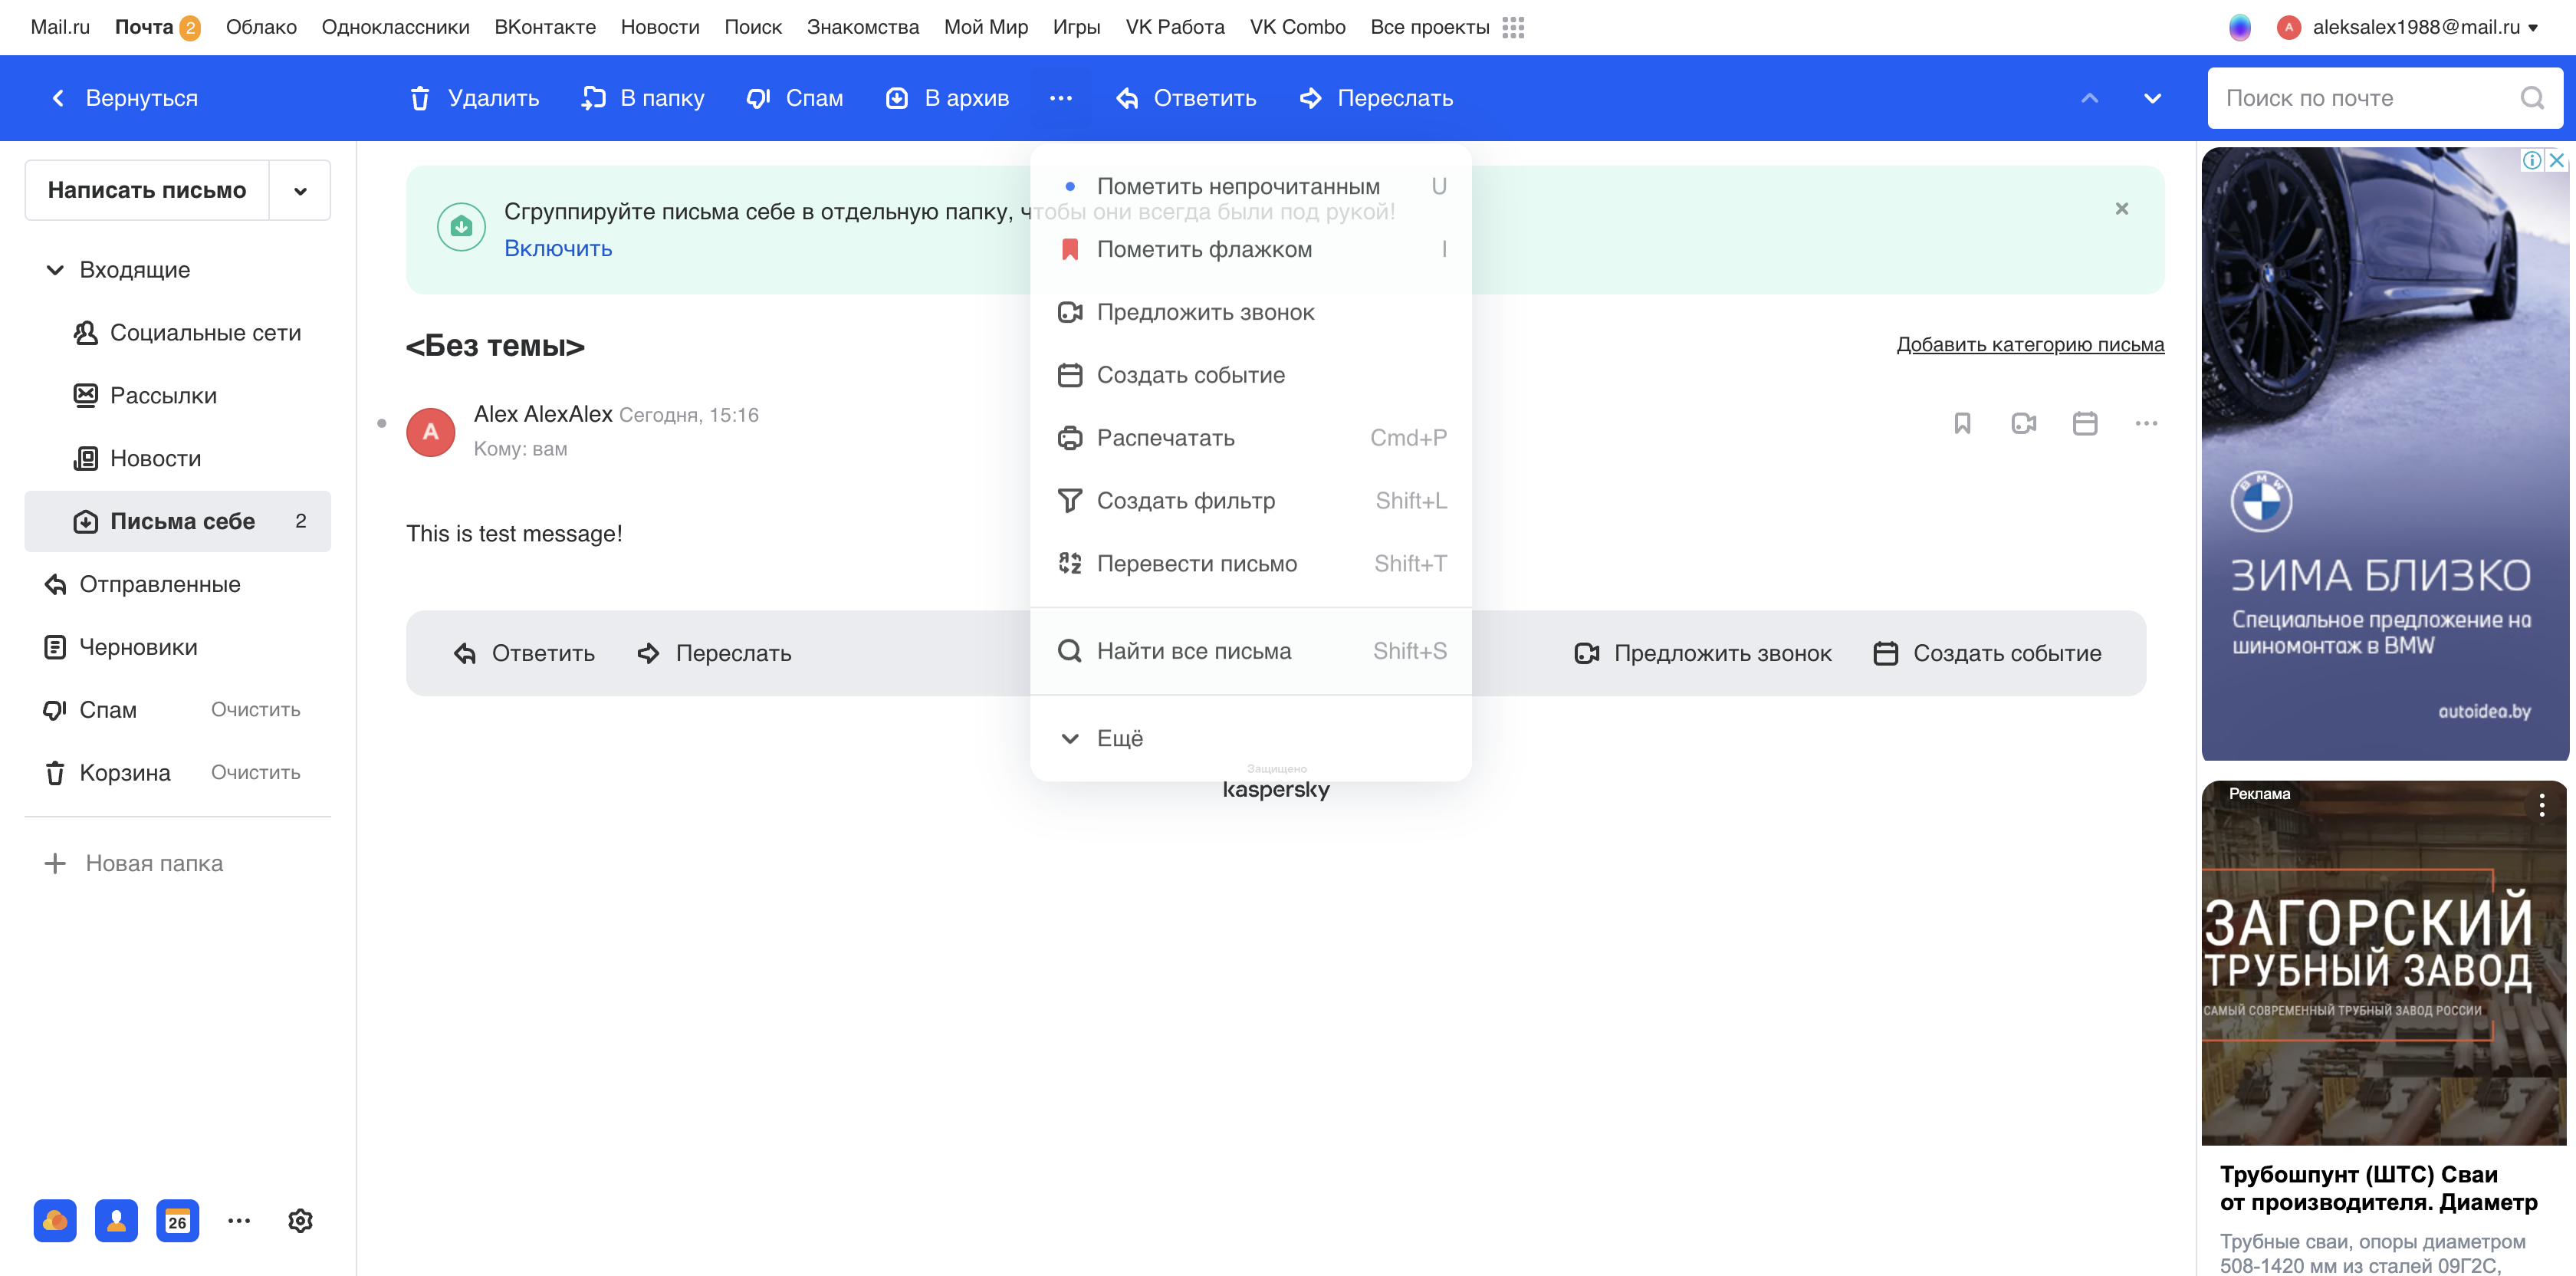 Mail.ru Почта 2 Облако Одноклассники ВКонтакте Новости Поиск Знакомства Мой Мир Игры VK Работа VK Combo Все проекты
A aleksalex1988@mail.ru
Вернуться
Удалить В папку Спам В архив Ответить Переслать
Поиск по почте
Написать письмо
Входящие
Социальные сети
Рассылки
Новости
Письма себе 2
Отправленные
Черновики
Спам Очистить
Корзина Очистить
Новая папка
26
Сгруппируйте письма себе в отдельную папку, чтобы они всегда были под рукой!
Включить
<Без темы>
Добавить категорию письма
A
Alex AlexAlex Сегодня, 15:16
Кому: вам
This is test message!
Ответить Переслать
Предложить звонок Создать событие
Пометить непрочитанным U
Пометить флажком I
Предложить звонок
Создать событие
Распечатать Cmd+P
Создать фильтр Shift+L
Перевести письмо Shift+T
Найти все письма Shift+S
Ещё
Защищено
kaspersky
BMW
ЗИМА БЛИЗКО
Специальное предложение на
шиномонтаж в BMW
autoidea.by
Реклама
ЗАГОРСКИЙ
ТРУБНЫЙ ЗАВОД
САМЫЙ СОВРЕМЕННЫЙ ТРУБНЫЙ ЗАВОД РОССИИ
Трубошпунт (ШТС) Сваи
от производителя. Диаметр
Трубные сваи, опоры диаметром
508-1420 мм из сталей 09Г2С,